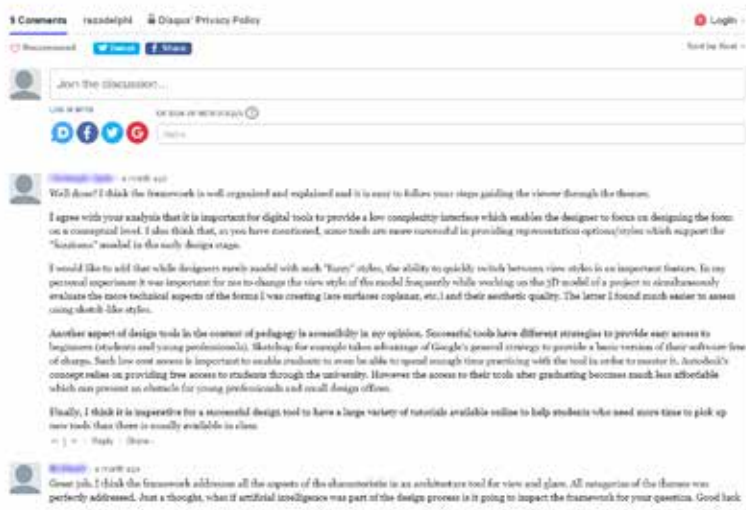 5 Comments razadelphi Disqus' Privacy Policy Login
Recommend Tweet Share Sort by Best
Join the discussion...
LOG IN WITH OR SIGN UP WITH DISQUS
Name
a month ago
Well done! I think the framework is well organized and explained and it is easy to follow your steps guiding the viewer through the themes.
I agree with your analysis that it is important for digital tools to provide a low complexity interface which enables the designer to focus on designing the form
on a conceptual level. I also think that, as you have mentioned, some tools are more successful in providing representation options/styles which support the
needed in the early design stage.
I would like to add that while designers rarely model with such "fuzzy" styles, the ability to quickly switch between view styles is an important feature. In my
personal experience it was important for me to change the view style of the model frequently while working on the 3D model of a project to simultaneously
evaluate the more technical aspects of the forms I was creating (are surfaces coplanar, etc.) and their aesthetic quality. The latter I found much easier to assess
using sketch-like styles.
Another aspect of design tools in the context of pedagogy is accessibility in my opinion. Successful tools have different strategies to provide easy access to
beginners (students and young professionals). Sketchup for example takes advantage of Google's general strategy to provide a basic version of their software free
of charge. Such low cost access is important to enable students to even be able to spend enough time practicing with the tool in order to master it. Autodesk's
concept relies on providing free access to students through the university. However the access to their tools after graduating becomes much less affordable
which can present an obstacle for young professionals and small design offices.
Finally, I think it is imperative for a successful design tool to have a large variety of tutorials available online to help students who need more time to pick up
new tools than there is usually available in class.
1 Reply Share
a month ago
Great job, I think the framework addresses all the aspects of the characteristic in an architecture tool for view and glare. All categories of the themes was
perfectly addressed. Just a thought, what if artificial intelligence was part of the design process is it going to impact the framework for your question. Good luck